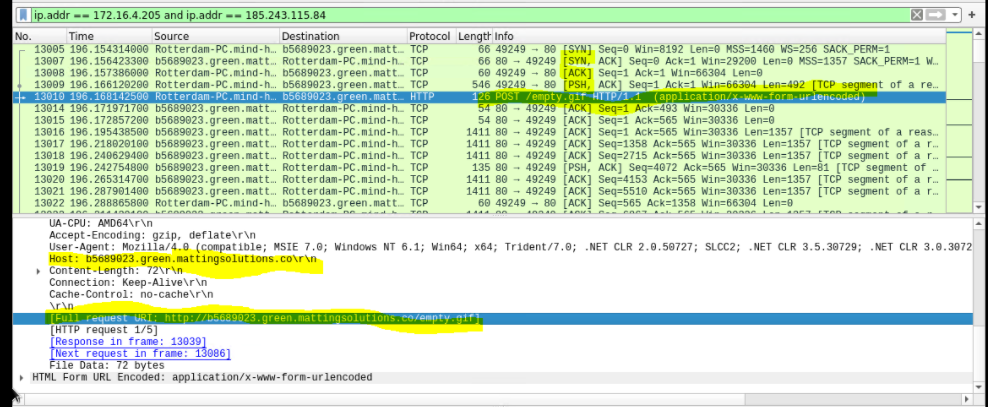 ip.addr == 172.16.4.205 and ip.addr == 185.243.115.84
No. Time Source Destination Protocol Length Info
13005 196.154314000 Rotterdam-PC.mind-h… b5689023.green.matt… TCP 66 49249 → 80 [SYN] Seq=0 Win=8192 Len=0 MSS=1460 WS=256 SACK_PERM=1
13007 196.156423300 b5689023.green.matt… Rotterdam-PC.mind-h… TCP 66 80 → 49249 [SYN, ACK] Seq=0 Ack=1 Win=29200 Len=0 MSS=1357 SACK_PERM=1 W…
13008 196.157386000 Rotterdam-PC.mind-h… b5689023.green.matt… TCP 60 49249 → 80 [ACK] Seq=1 Ack=1 Win=66304 Len=0
13009 196.166120200 Rotterdam-PC.mind-h… b5689023.green.matt… TCP 546 49249 → 80 [PSH, ACK] Seq=1 Ack=1 Win=66304 Len=492 [TCP segment of a re…
13010 196.168142500 Rotterdam-PC.mind-h… b5689023.green.matt… HTTP 126 POST /empty.gif HTTP/1.1 (application/x-www-form-urlencoded)
13014 196.171971700 b5689023.green.matt… Rotterdam-PC.mind-h… TCP 54 80 → 49249 [ACK] Seq=1 Ack=493 Win=30336 Len=0
13015 196.172857200 b5689023.green.matt… Rotterdam-PC.mind-h… TCP 54 80 → 49249 [ACK] Seq=1 Ack=565 Win=30336 Len=0
13016 196.195438500 b5689023.green.matt… Rotterdam-PC.mind-h… TCP 1411 80 → 49249 [ACK] Seq=1 Ack=565 Win=30336 Len=1357 [TCP segment of a reas…
13017 196.218020100 b5689023.green.matt… Rotterdam-PC.mind-h… TCP 1411 80 → 49249 [ACK] Seq=1358 Ack=565 Win=30336 Len=1357 [TCP segment of a r…
13018 196.240629400 b5689023.green.matt… Rotterdam-PC.mind-h… TCP 1411 80 → 49249 [ACK] Seq=2715 Ack=565 Win=30336 Len=1357 [TCP segment of a r…
13019 196.242754800 b5689023.green.matt… Rotterdam-PC.mind-h… TCP 135 80 → 49249 [PSH, ACK] Seq=4072 Ack=565 Win=30336 Len=81 [TCP segment of …
13020 196.265314700 b5689023.green.matt… Rotterdam-PC.mind-h… TCP 1411 80 → 49249 [ACK] Seq=4153 Ack=565 Win=30336 Len=1357 [TCP segment of a r…
13021 196.287901400 b5689023.green.matt… Rotterdam-PC.mind-h… TCP 1411 80 → 49249 [ACK] Seq=5510 Ack=565 Win=30336 Len=1357 [TCP segment of a r…
13022 196.288865800 Rotterdam-PC.mind-h… b5689023.green.matt… TCP 60 49249 → 80 [ACK] Seq=565 Ack=1358 Win=66304 Len=0
UA-CPU: AMD64\r\n
Accept-Encoding: gzip, deflate\r\n
User-Agent: Mozilla/4.0 (compatible; MSIE 7.0; Windows NT 6.1; Win64; x64; Trident/7.0; .NET CLR 2.0.50727; SLCC2; .NET CLR 3.5.30729; .NET CLR 3.0.3072
Host: b5689023.green.mattingsolutions.co\r\n
Content-Length: 72\r\n
Connection: Keep-Alive\r\n
Cache-Control: no-cache\r\n
\r\n
[Full request URI: http://b5689023.green.mattingsolutions.co/empty.gif]
[HTTP request 1/5]
[Response in frame: 13039]
[Next request in frame: 13086]
File Data: 72 bytes
HTML Form URL Encoded: application/x-www-form-urlencoded